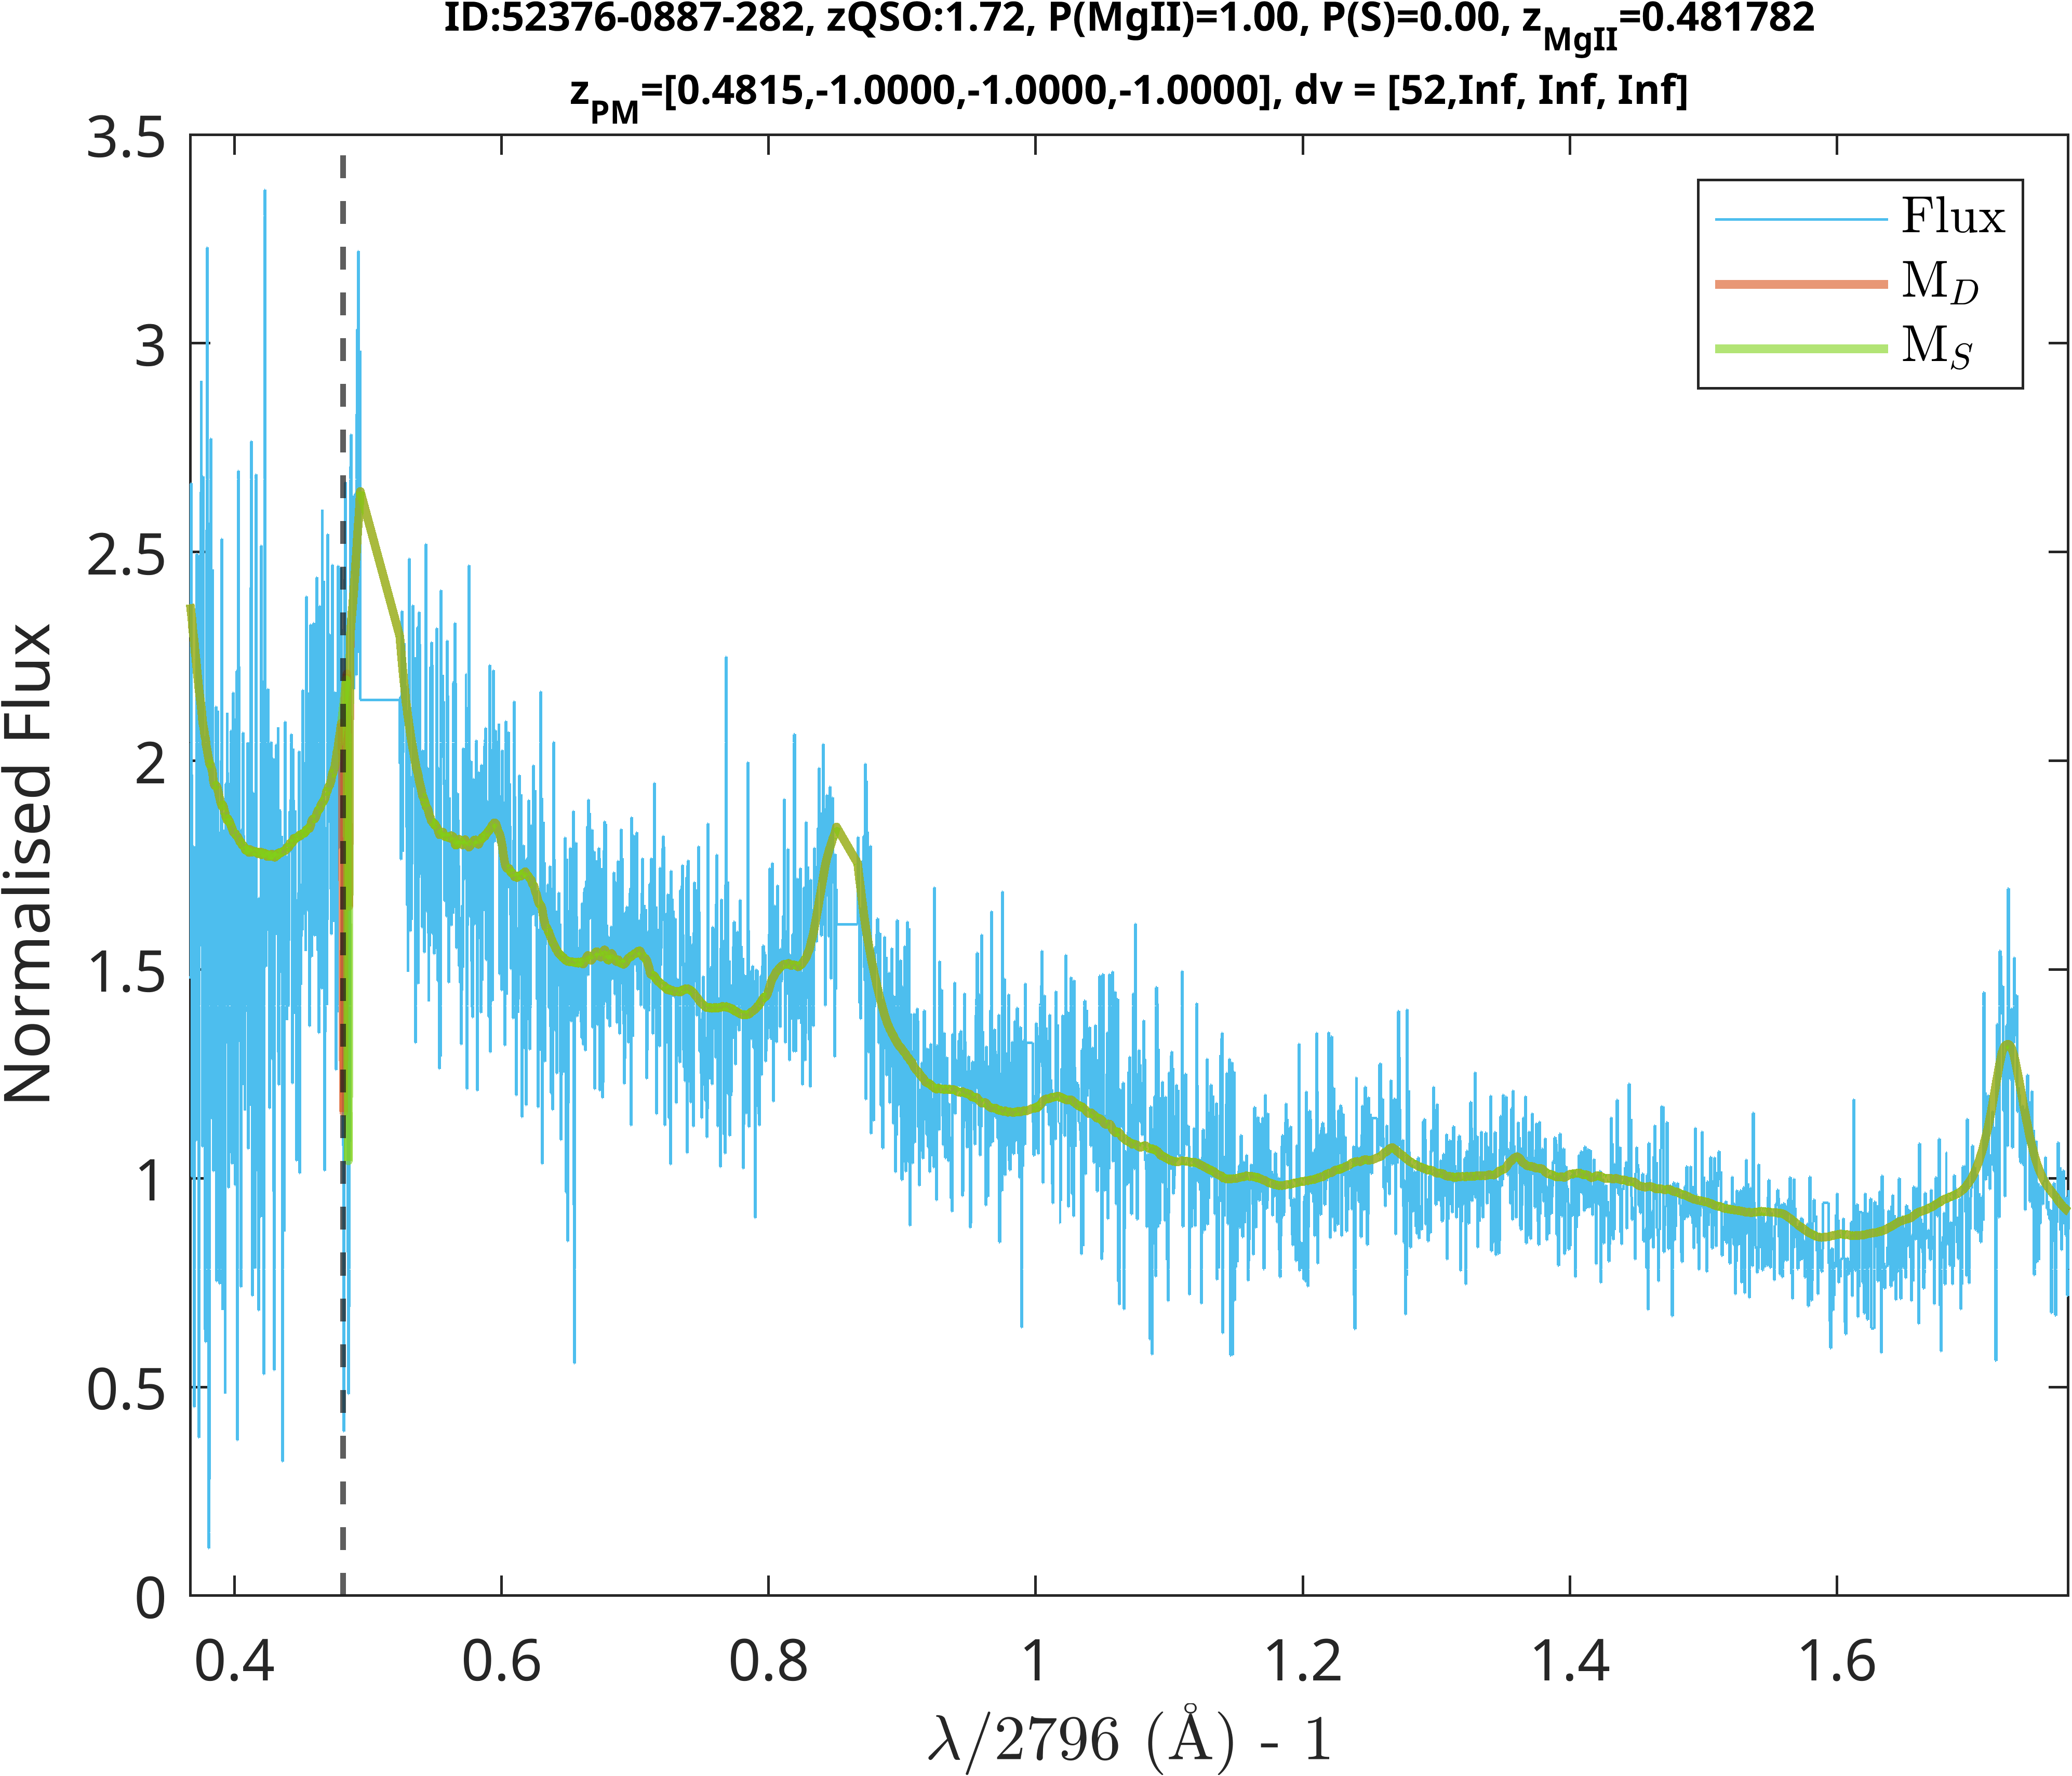 ID:52376-0887-282, zQSO:1.72, P(MgII)=1.00, P(S)=0.00, zMgII=0.481782
zPM=[0.4815,-1.0000,-1.0000,-1.0000], dv = [52,Inf, Inf, Inf]
3.5
3
2.5
2
1.5
1
0.5
0
Normalised Flux
Flux
MD
MS
0.4 0.6 0.8 1 1.2 1.4 1.6
λ/2796 (Å) - 1